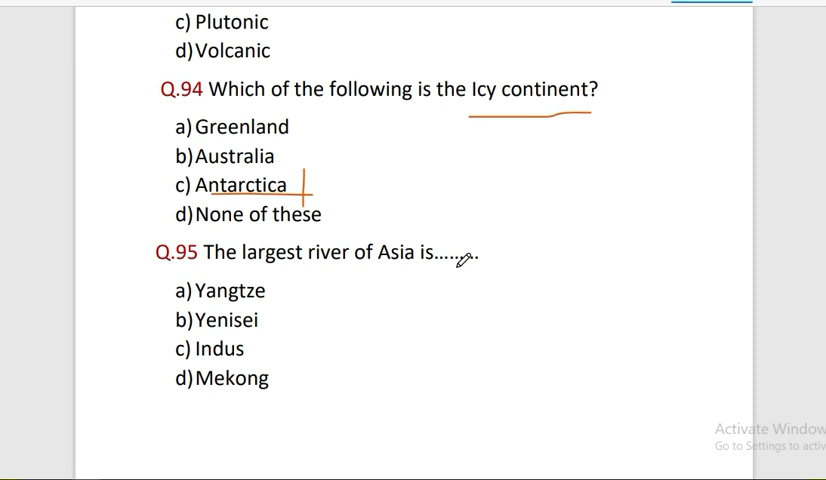 c) Plutonic
d) Volcanic
Q.94 Which of the following is the Icy continent?
a) Greenland
b) Australia
c) Antarctica
d) None of these
Q.95 The largest river of Asia is........
a) Yangtze
b) Yenisei
c) Indus
d) Mekong
Activate Window
Go to Settings to activ